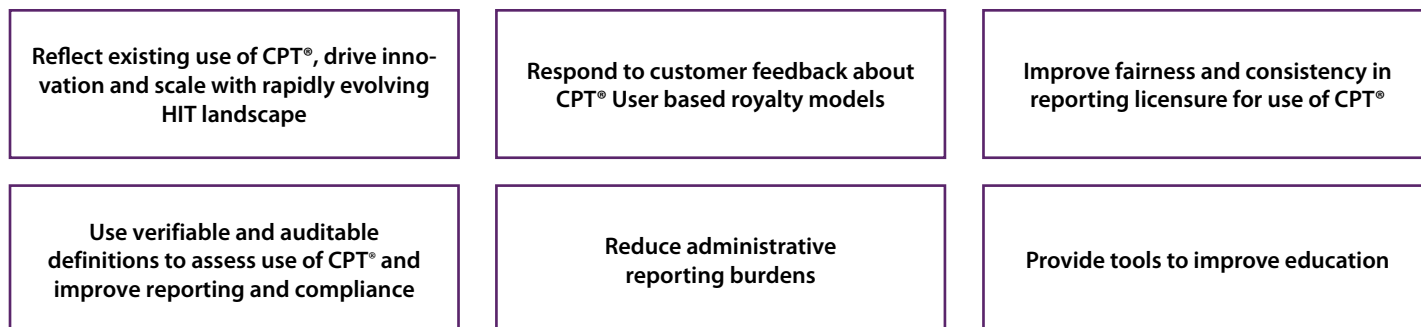 Reflect existing use of CPT®, drive inno-
vation and scale with rapidly evolving
HIT landscape
Respond to customer feedback about
CPT® User based royalty models
Improve fairness and consistency in
reporting licensure for use of CPT®
Use verifiable and auditable
definitions to assess use of CPT® and
improve reporting and compliance
Reduce administrative
reporting burdens
Provide tools to improve education